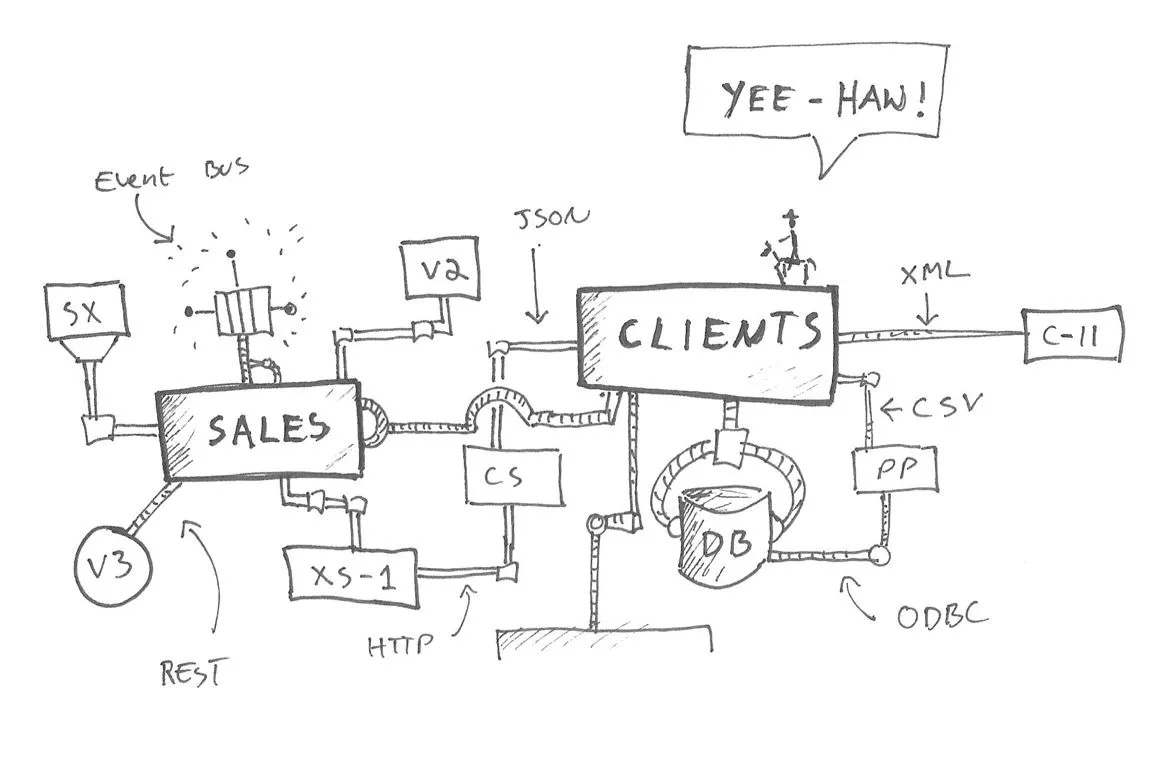 YEE-HAW!
Event Bus
JSON
V2
SX
XML
CLIENTS
C-11
SALES
CSV
CS
PP
DB
V3
XS-1
HTTP
ODBC
REST